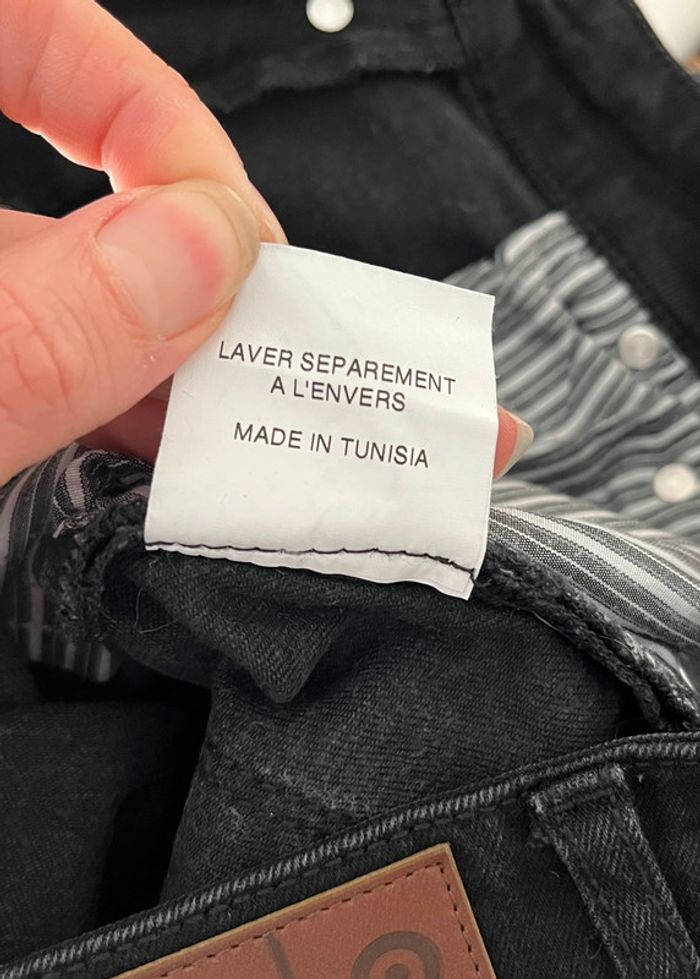 LAVER SEPAREMENT
A L'ENVERS
MADE IN TUNISIA